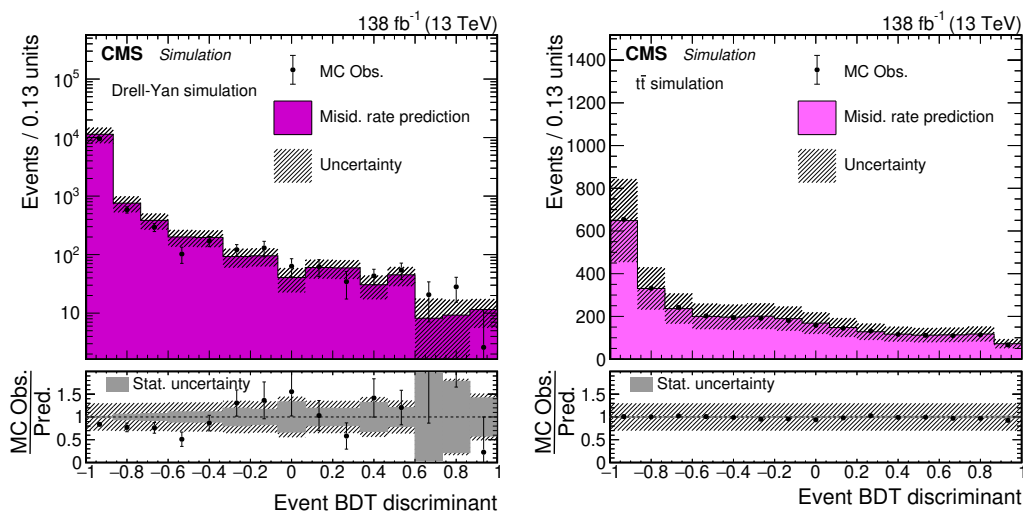 138 fb⁻¹ (13 TeV)
CMS Simulation
Drell-Yan simulation
MC Obs.
Misid. rate prediction
Uncertainty
Events / 0.13 units
10⁵
10⁴
10³
10²
10
Stat. uncertainty
MC Obs.
Pred.
2
1.5
1
0.5
0
−1 −0.8 −0.6 −0.4 −0.2 0 0.2 0.4 0.6 0.8 1
Event BDT discriminant
138 fb⁻¹ (13 TeV)
CMS Simulation
tt̄ simulation
MC Obs.
Misid. rate prediction
Uncertainty
Events / 0.13 units
1400
1200
1000
800
600
400
200
0
Stat. uncertainty
MC Obs.
Pred.
2
1.5
1
0.5
0
−1 −0.8 −0.6 −0.4 −0.2 0 0.2 0.4 0.6 0.8 1
Event BDT discriminant